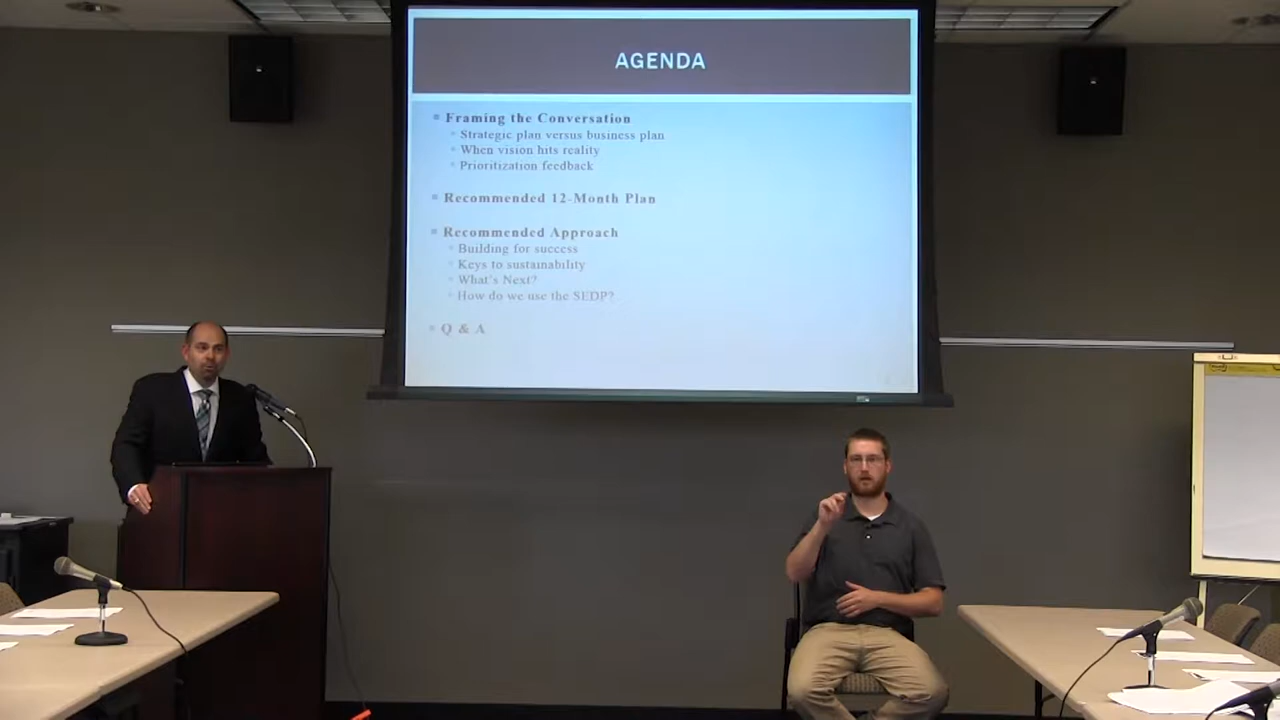 AGENDA
Framing the Conversation
Strategic plan versus business plan
When vision hits reality
Prioritization feedback
Recommended 12-Month Plan
Recommended Approach
Building for success
Keys to sustainability
What's Next?
How do we use the SEDP?
Q & A